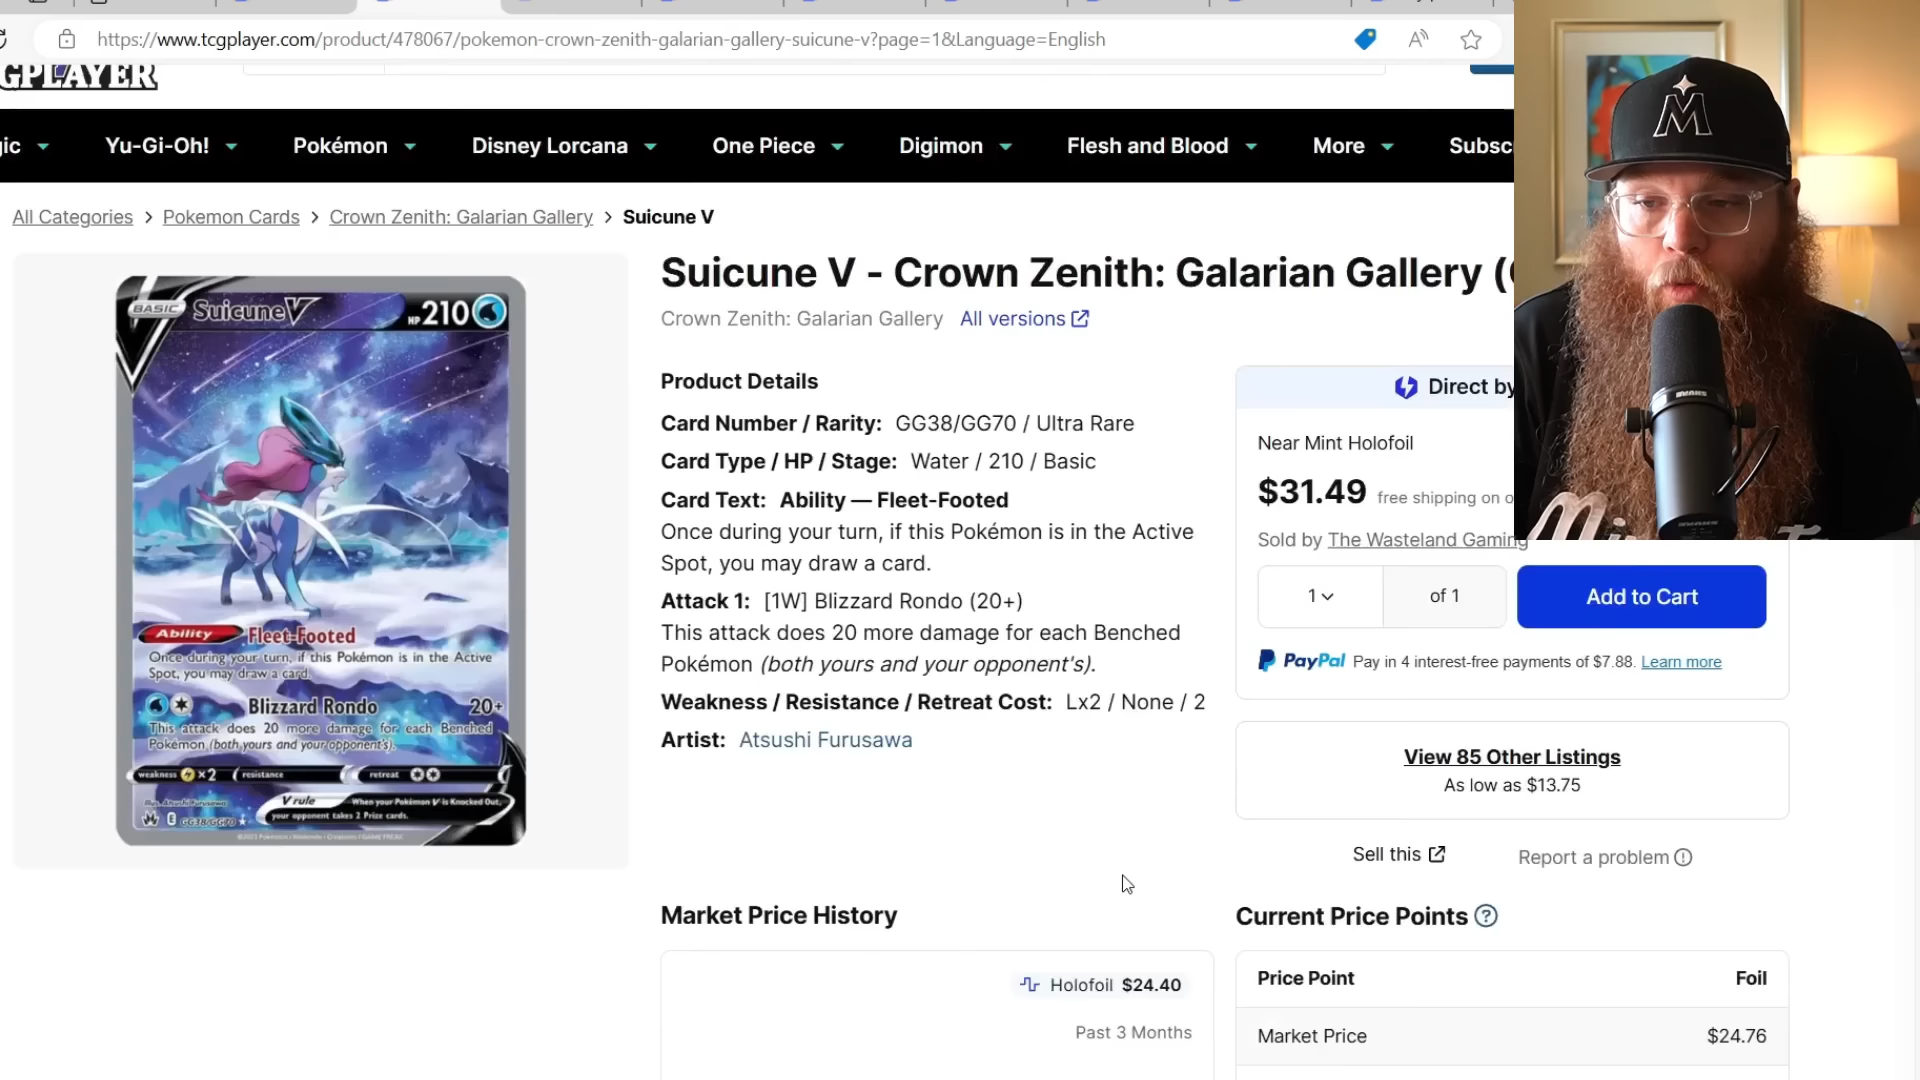 https://www.tcgplayer.com/product/478067/pokemon-crown-zenith-galarian-gallery-suicune-v?page=1&Language=English
GPLAYER
gic
Yu-Gi-Oh!
Pokémon
Disney Lorcana
One Piece
Digimon
Flesh and Blood
More
Subsc
All Categories > Pokemon Cards > Crown Zenith: Galarian Gallery > Suicune V
BASIC Suicune V HP 210
Ability Fleet-Footed
Once during your turn, if this Pokémon is in the Active
Spot, you may draw a card.
Blizzard Rondo 20+
This attack does 20 more damage for each Benched
Pokémon (both yours and your opponent's).
weakness ×2 resistance retreat
Illus. Atsushi Furusawa
V rule When your Pokémon V is Knocked Out,
your opponent takes 2 Prize cards.
E GG38/GG70
Suicune V - Crown Zenith: Galarian Gallery (
Crown Zenith: Galarian Gallery All versions
Product Details
Card Number / Rarity: GG38/GG70 / Ultra Rare
Card Type / HP / Stage: Water / 210 / Basic
Card Text: Ability — Fleet-Footed
Once during your turn, if this Pokémon is in the Active
Spot, you may draw a card.
Attack 1: [1W] Blizzard Rondo (20+)
This attack does 20 more damage for each Benched
Pokémon (both yours and your opponent's).
Weakness / Resistance / Retreat Cost: Lx2 / None / 2
Artist: Atsushi Furusawa
Direct by
Near Mint Holofoil
$31.49 free shipping on o
Sold by The Wasteland Gaming
1 of 1
Add to Cart
PayPal Pay in 4 interest-free payments of $7.88. Learn more
View 85 Other Listings
As low as $13.75
Sell this
Report a problem
Market Price History
Holofoil $24.40
Past 3 Months
Current Price Points ?
Price Point Foil
Market Price $24.76
M